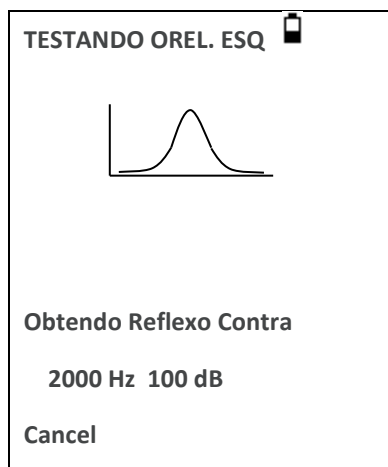 TESTANDO OREL. ESQ
Obtendo Reflexo Contra
2000 Hz 100 dB
Cancel